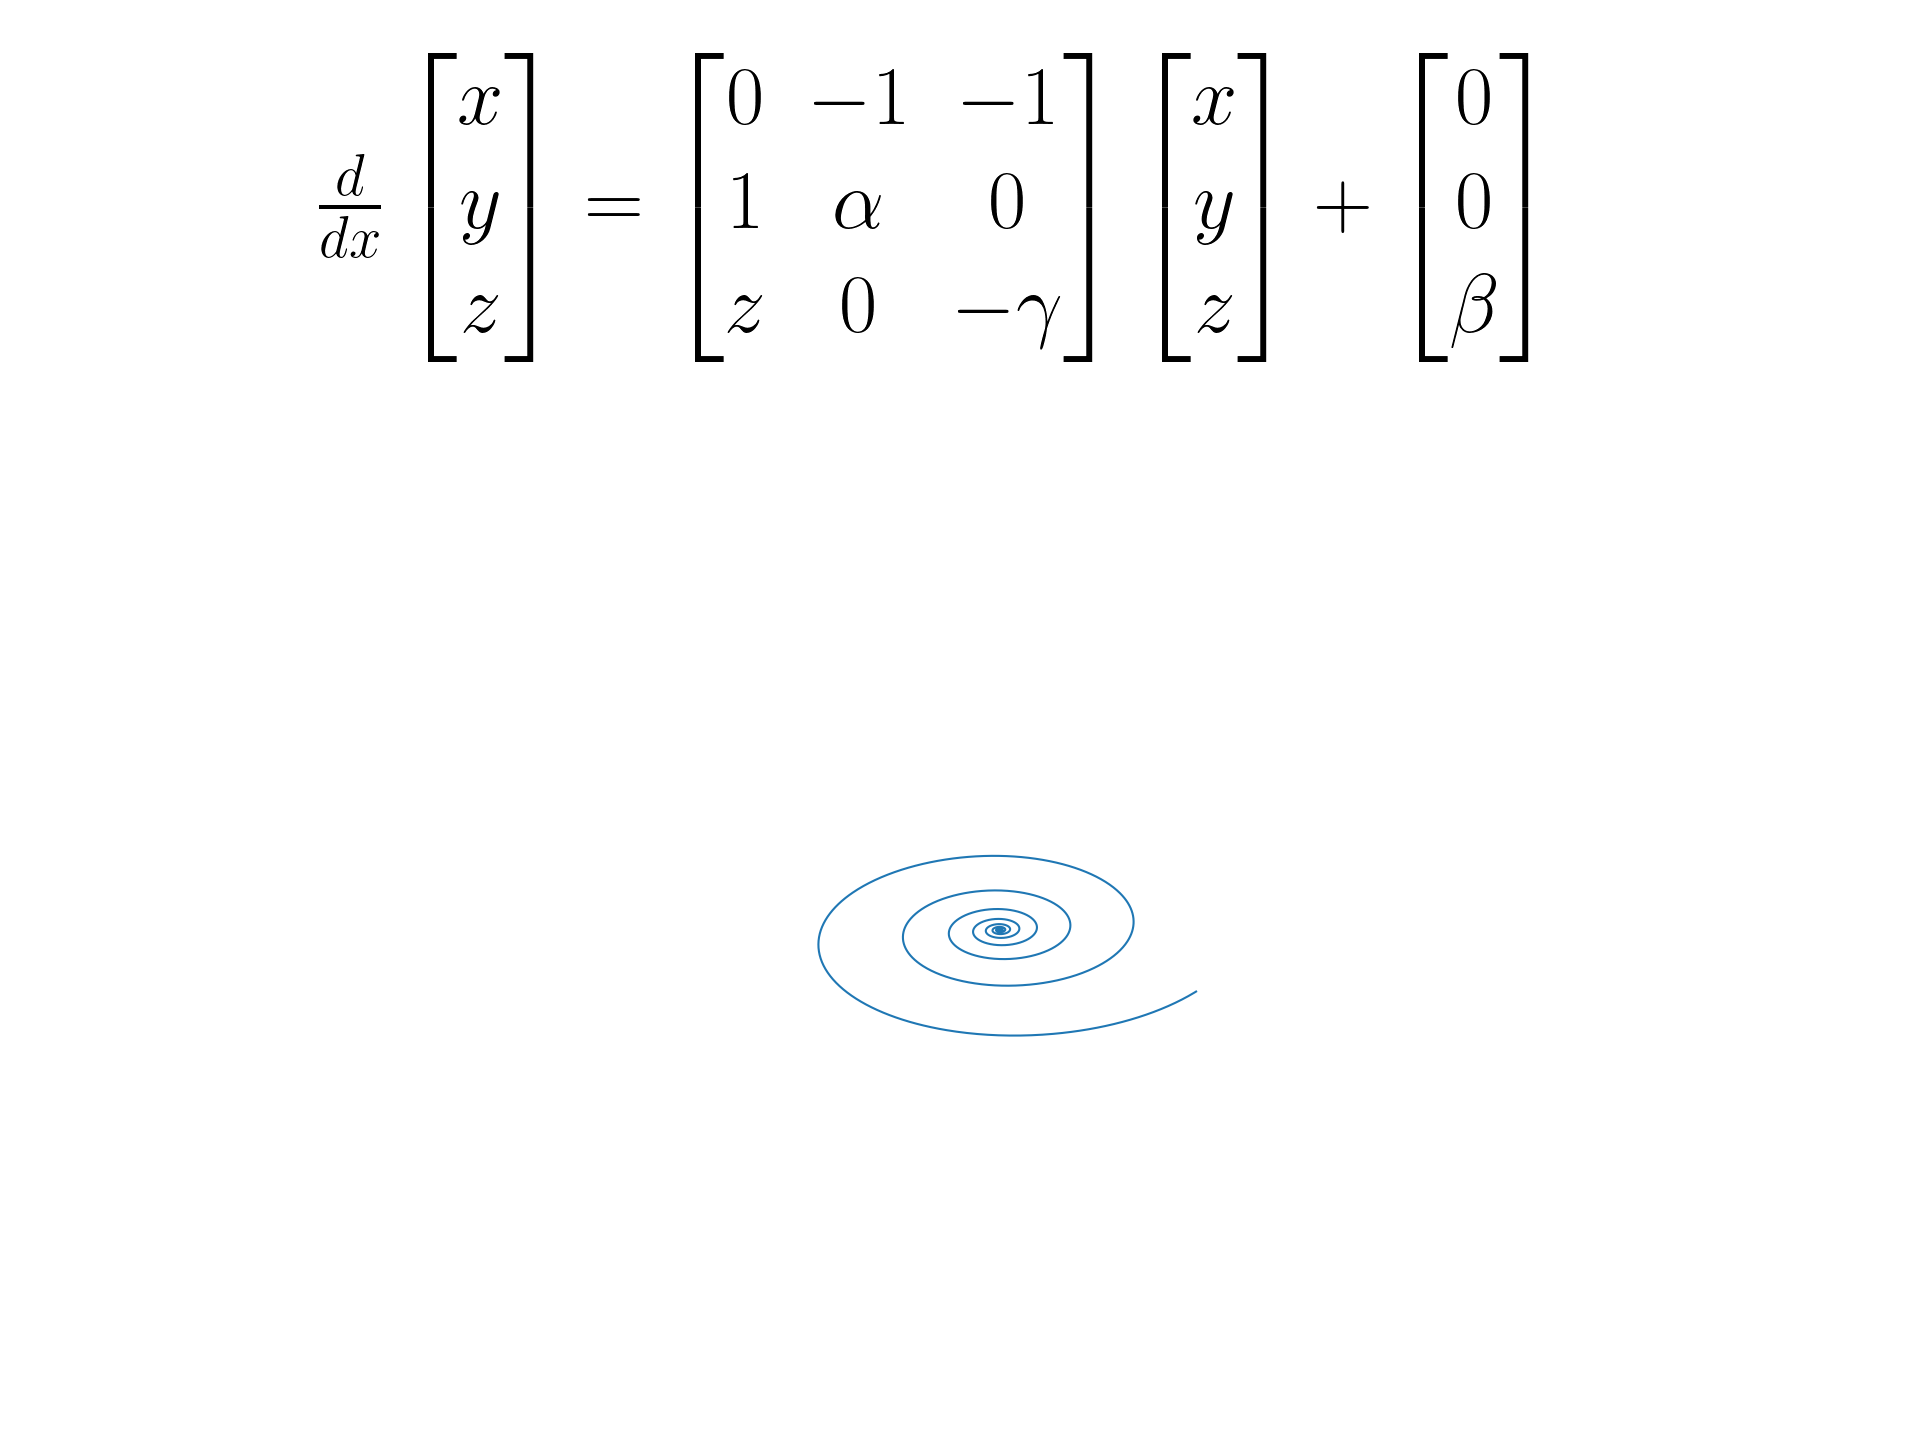 \frac{d}{dx} \begin{bmatrix} x \\ y \\ z \end{bmatrix} = \begin{bmatrix} 0 & -1 & -1 \\ 1 & \alpha & 0 \\ z & 0 & -\gamma \end{bmatrix} \begin{bmatrix} x \\ y \\ z \end{bmatrix} + \begin{bmatrix} 0 \\ 0 \\ \beta \end{bmatrix}